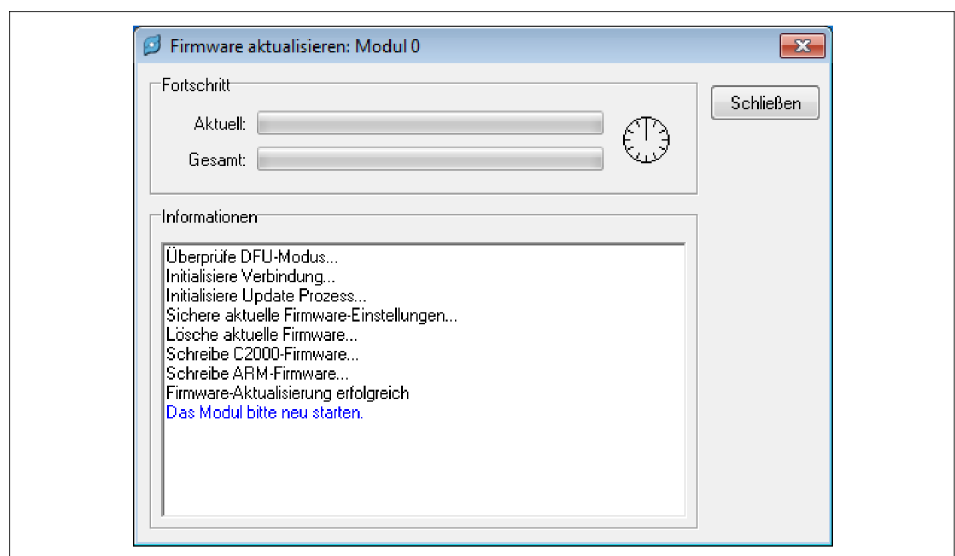 Firmware aktualisieren: Modul 0
Fortschritt
Schließen
Aktuell:
Gesamt:
Informationen
Überprüfe DFU-Modus...
Initialisiere Verbindung...
Initialisiere Update Prozess...
Sichere aktuelle Firmware-Einstellungen...
Lösche aktuelle Firmware...
Schreibe C2000-Firmware...
Schreibe ARM-Firmware...
Firmware-Aktualisierung erfolgreich
Das Modul bitte neu starten.